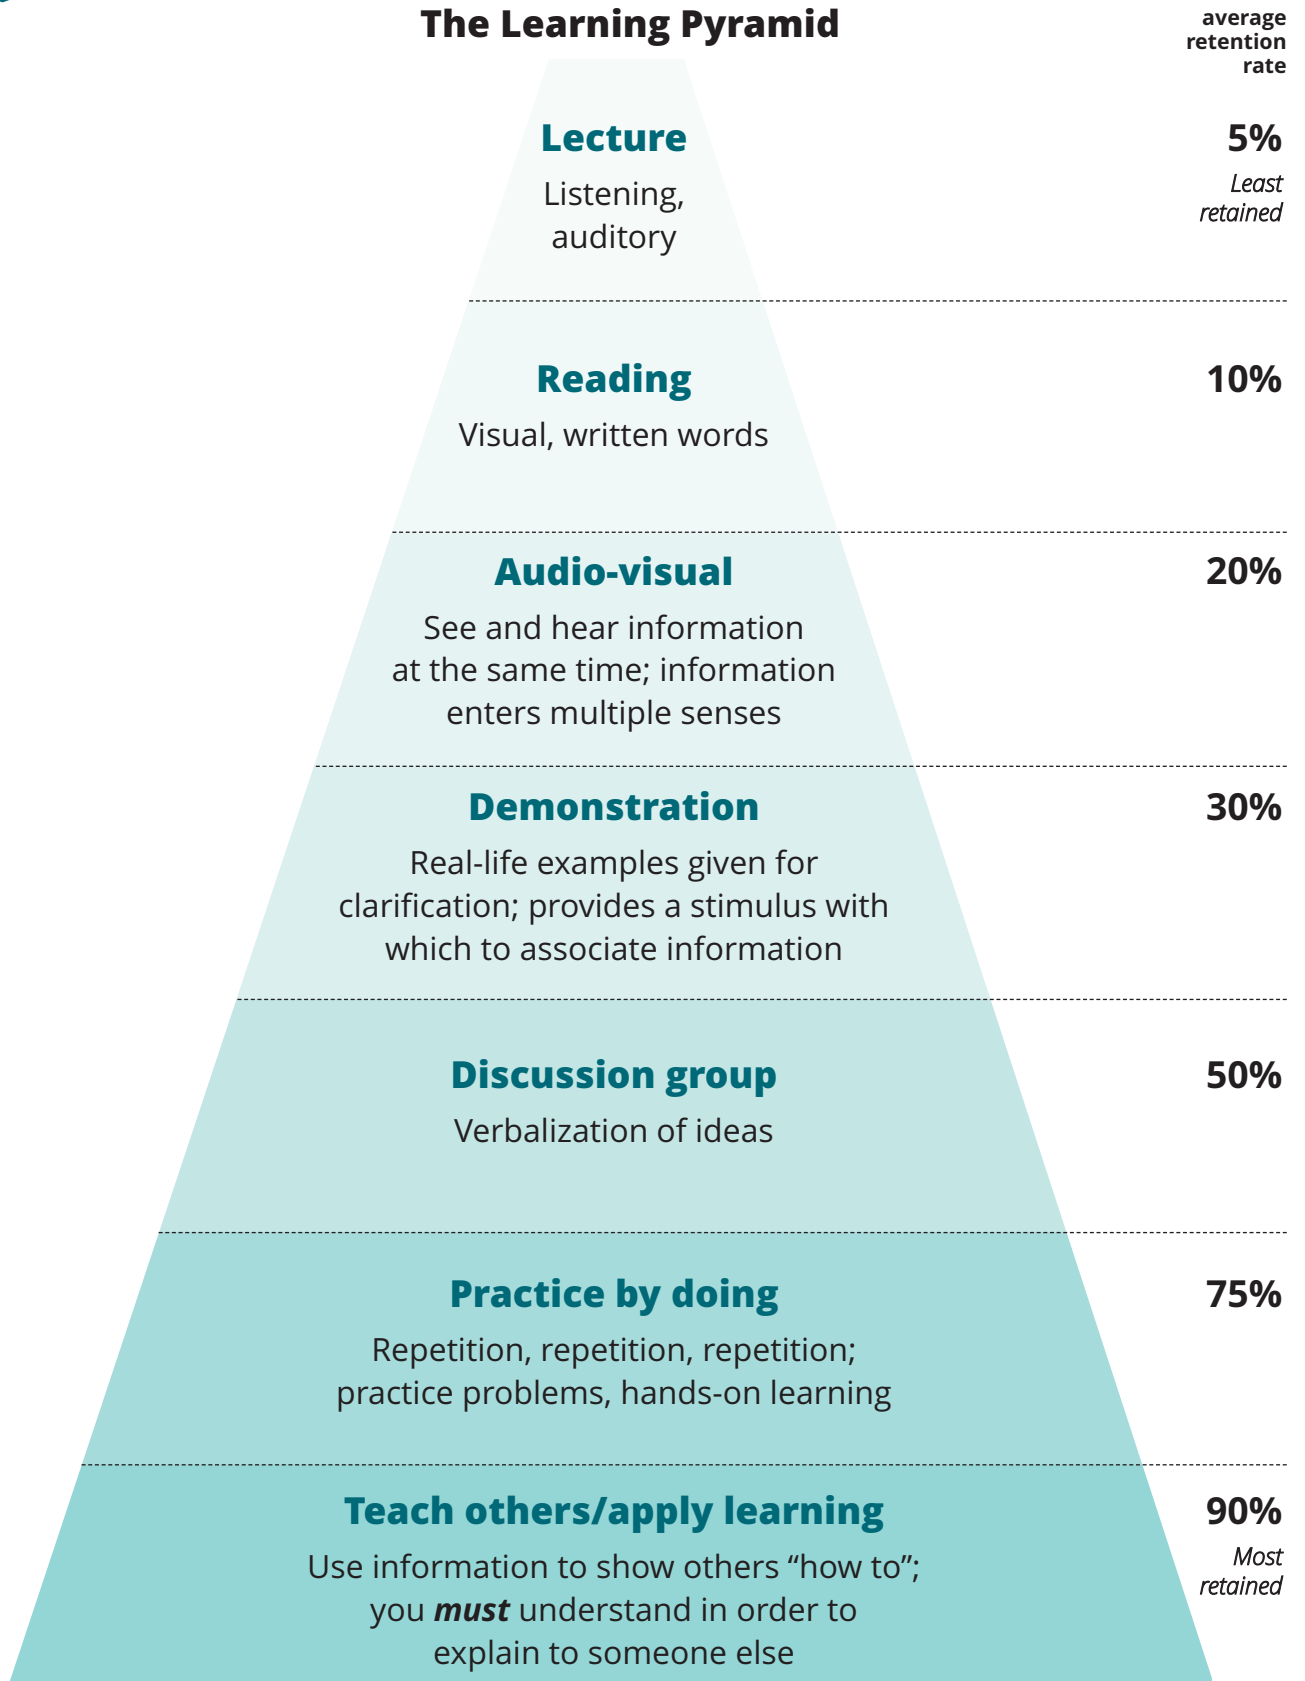 The Learning Pyramid
average
retention
rate
Lecture
5%
Listening,
auditory
Least
retained
Reading
10%
Visual, written words
Audio-visual
20%
See and hear information
at the same time; information
enters multiple senses
Demonstration
30%
Real-life examples given for
clarification; provides a stimulus with
which to associate information
Discussion group
50%
Verbalization of ideas
Practice by doing
75%
Repetition, repetition, repetition;
practice problems, hands-on learning
Teach others/apply learning
90%
Use information to show others “how to”;
you must understand in order to
explain to someone else
Most
retained